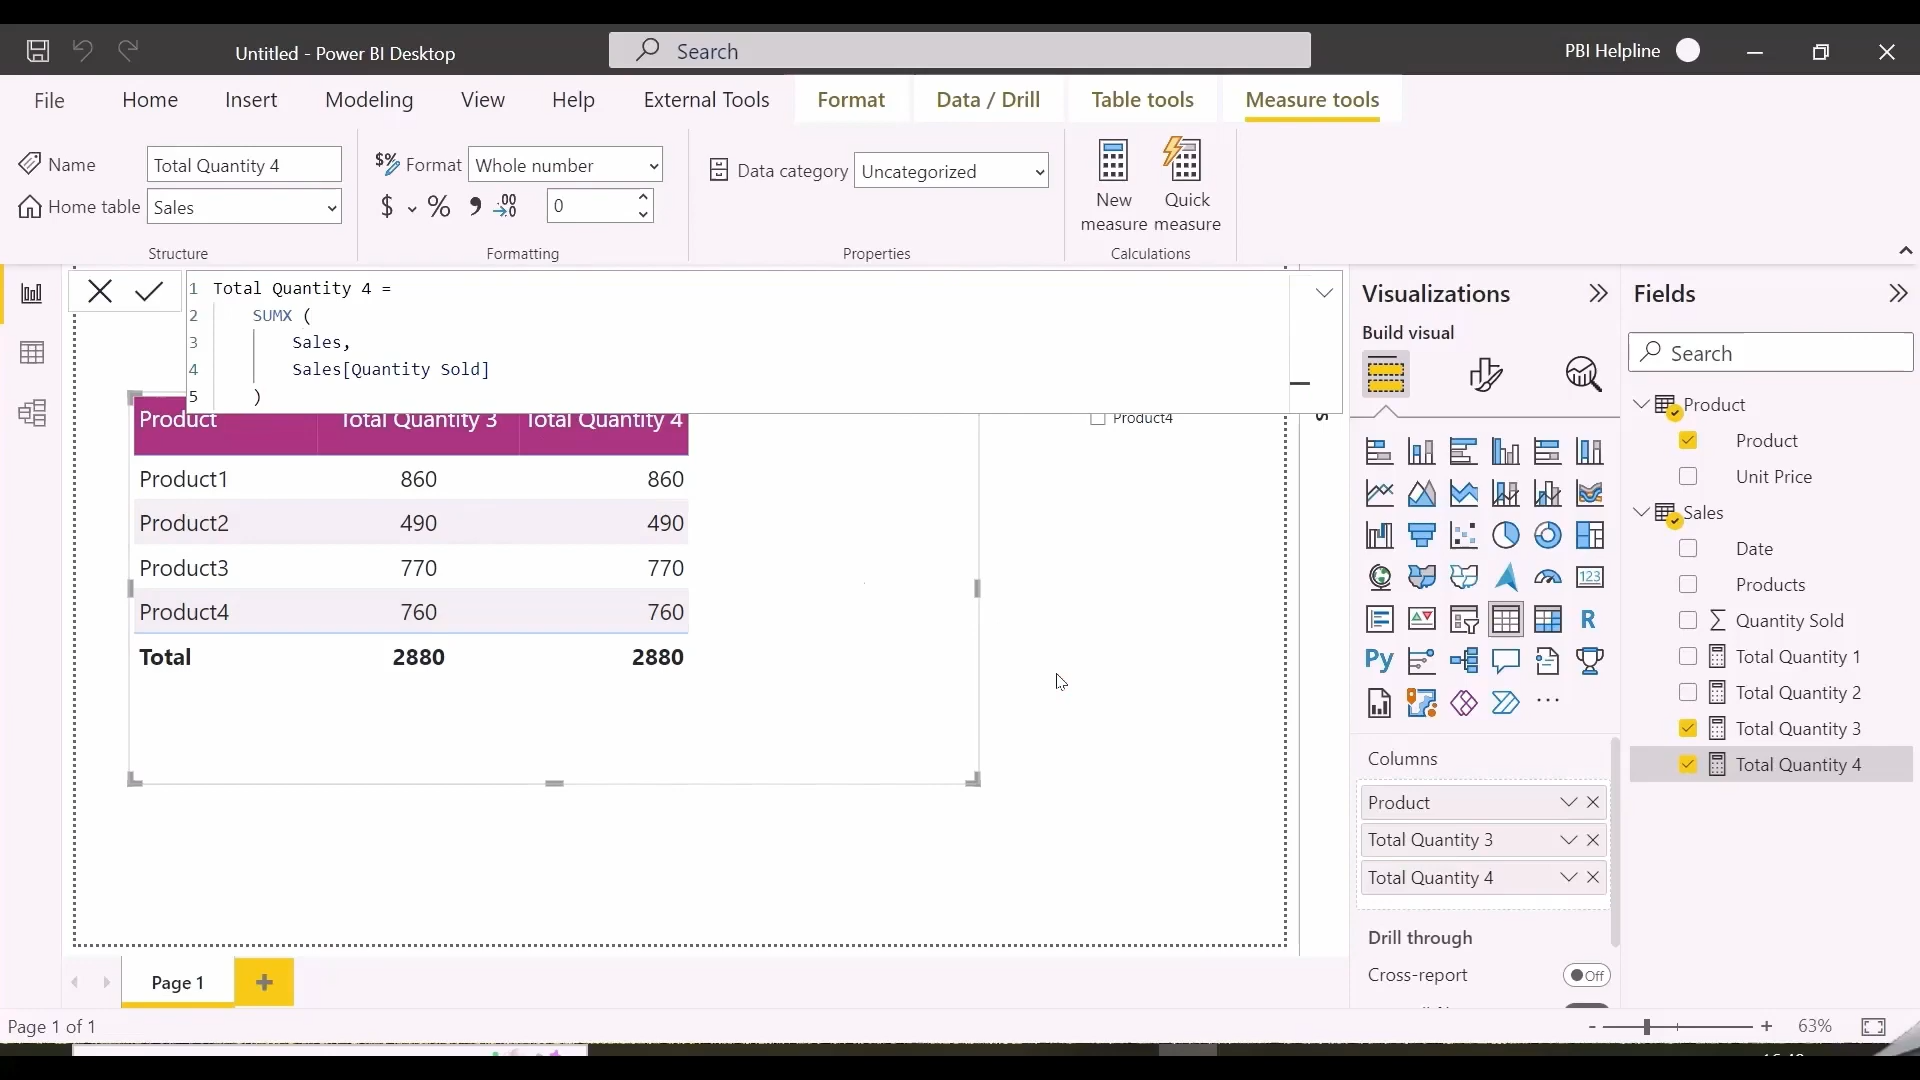 Untitled - Power BI Desktop
Search
PBI Helpline
File
Home
Insert
Modeling
View
Help
External Tools
Format
Data / Drill
Table tools
Measure tools
Name
Total Quantity 4
Format
Whole number
Data category
Uncategorized
New measure
Quick measure
Home table
Sales
$ % 9 .00
0
Structure
Formatting
Properties
Calculations
1 Total Quantity 4 =
2 SUMX (
3 Sales,
4 Sales[Quantity Sold]
5 )
Product Total Quantity 3 Total Quantity 4
Product1 860 860
Product2 490 490
Product3 770 770
Product4 760 760
Total 2880 2880
Product4
Visualizations
Build visual
123
R
Py
Columns
Product
Total Quantity 3
Total Quantity 4
Drill through
Cross-report
Off
Fields
Search
Product
Product
Unit Price
Sales
Date
Products
Quantity Sold
Total Quantity 1
Total Quantity 2
Total Quantity 3
Total Quantity 4
Page 1
Page 1 of 1
63%